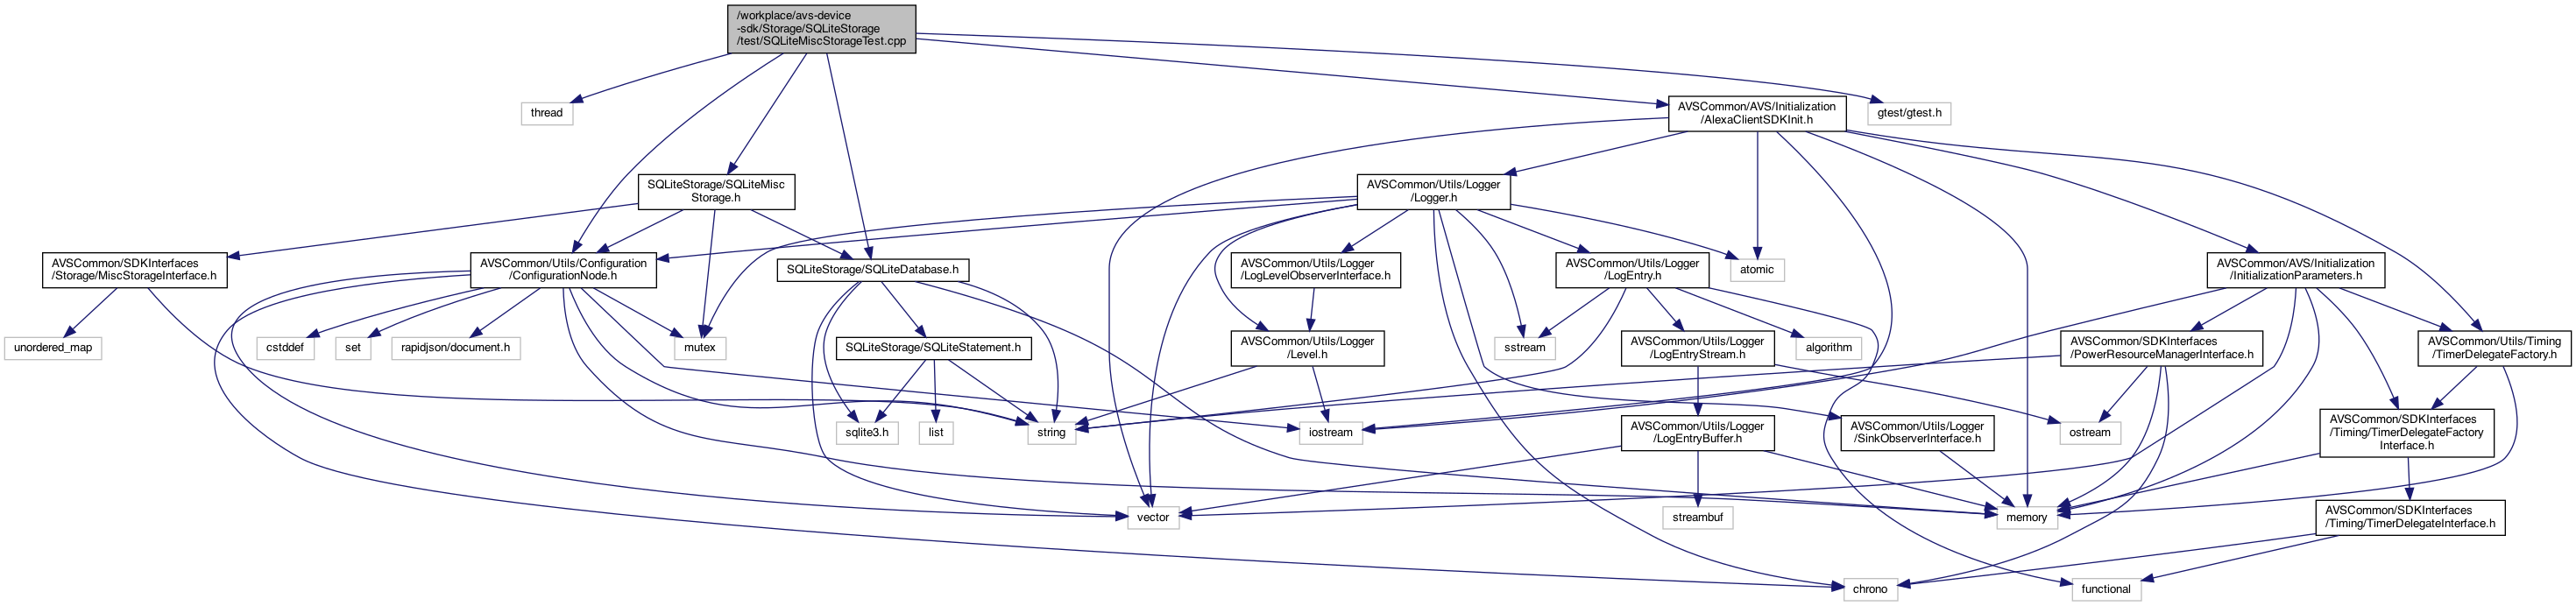 /workplace/avs-device
-sdk/Storage/SQLiteStorage
/test/SQLiteMiscStorageTest.cpp
thread
AVSCommon/AVS/Initialization
/AlexaClientSDKInit.h
gtest/gtest.h
SQLiteStorage/SQLiteMisc
Storage.h
AVSCommon/Utils/Logger
/Logger.h
AVSCommon/SDKInterfaces
/Storage/MiscStorageInterface.h
AVSCommon/Utils/Configuration
/ConfigurationNode.h
SQLiteStorage/SQLiteDatabase.h
AVSCommon/Utils/Logger
/LogLevelObserverInterface.h
AVSCommon/Utils/Logger
/LogEntry.h
atomic
AVSCommon/AVS/Initialization
/InitializationParameters.h
unordered_map
cstddef
set
rapidjson/document.h
mutex
SQLiteStorage/SQLiteStatement.h
AVSCommon/Utils/Logger
/Level.h
sstream
AVSCommon/Utils/Logger
/LogEntryStream.h
algorithm
AVSCommon/SDKInterfaces
/PowerResourceManagerInterface.h
AVSCommon/Utils/Timing
/TimerDelegateFactory.h
sqlite3.h
list
string
iostream
AVSCommon/Utils/Logger
/LogEntryBuffer.h
AVSCommon/Utils/Logger
/SinkObserverInterface.h
ostream
AVSCommon/SDKInterfaces
/Timing/TimerDelegateFactory
Interface.h
vector
streambuf
memory
AVSCommon/SDKInterfaces
/Timing/TimerDelegateInterface.h
chrono
functional